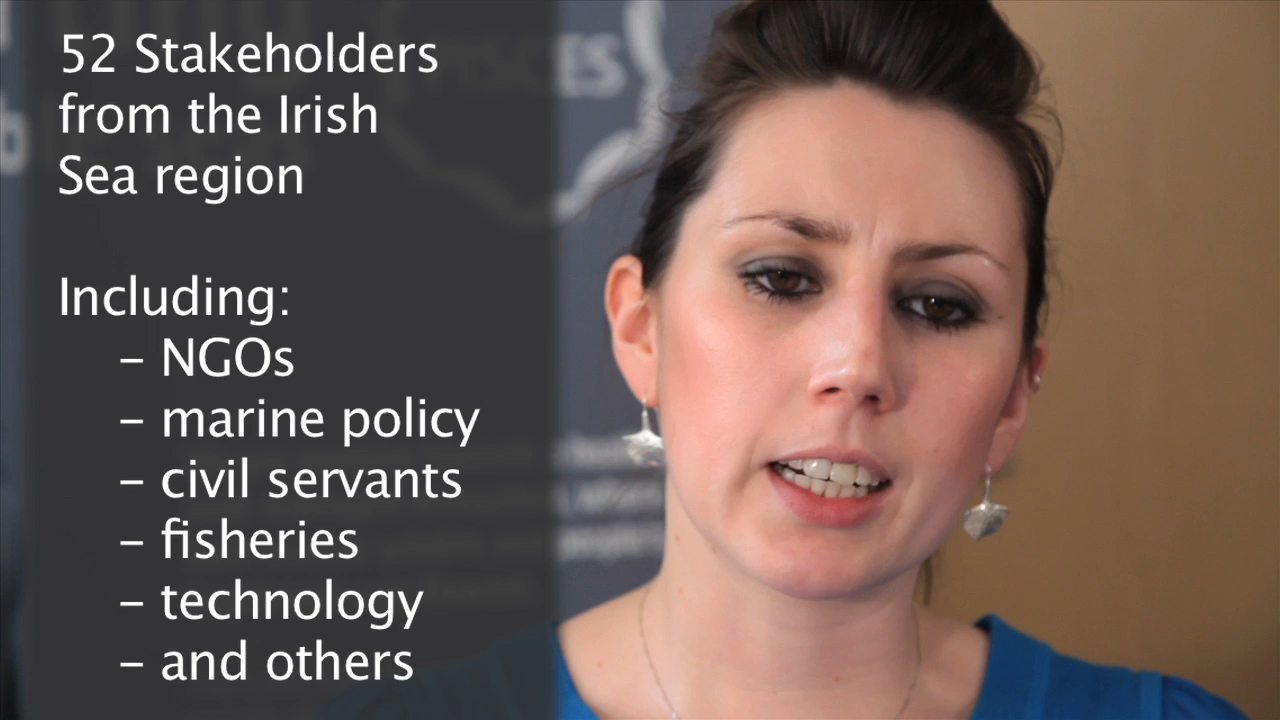 52 Stakeholders
from the Irish
Sea region
Including:
– NGOs
– marine policy
– civil servants
– fisheries
– technology
– and others